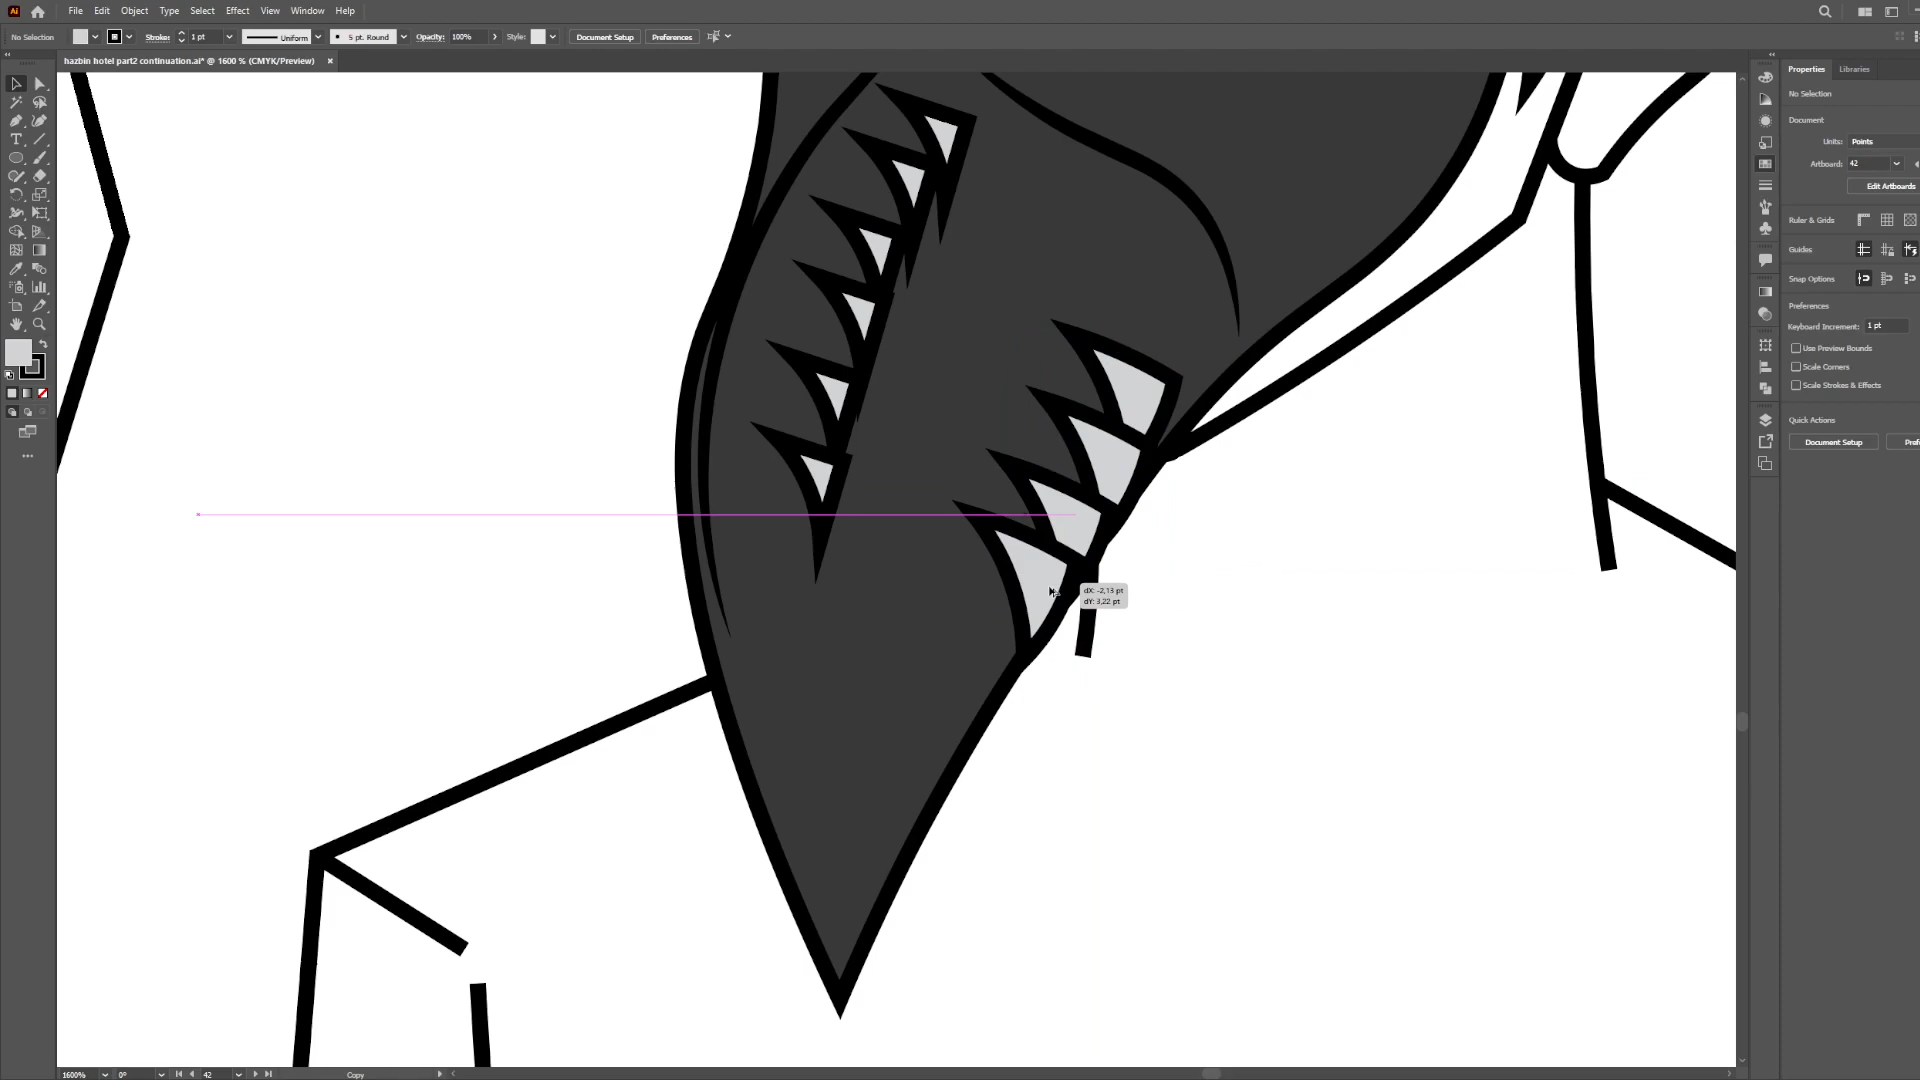 Ai File Edit Object Type Select Effect View Window Help
No Selection Stroke: 1 pt Uniform 5 pt. Round Opacity: 100% Style: Document Setup Preferences
hazbin hotel part2 continuation.ai* @ 1600 % (CMYK/Preview) ×
Properties Libraries
No Selection
Document
Units: Points
Artboard: 42
Edit Artboards
Ruler & Grids
Guides
Snap Options
Preferences
Keyboard Increment: 1 pt
Use Preview Bounds
Scale Corners
Scale Strokes & Effects
Quick Actions
Document Setup Pref
dX: -2,13 pt
dY: 3,22 pt
1600% 0° 42 Copy